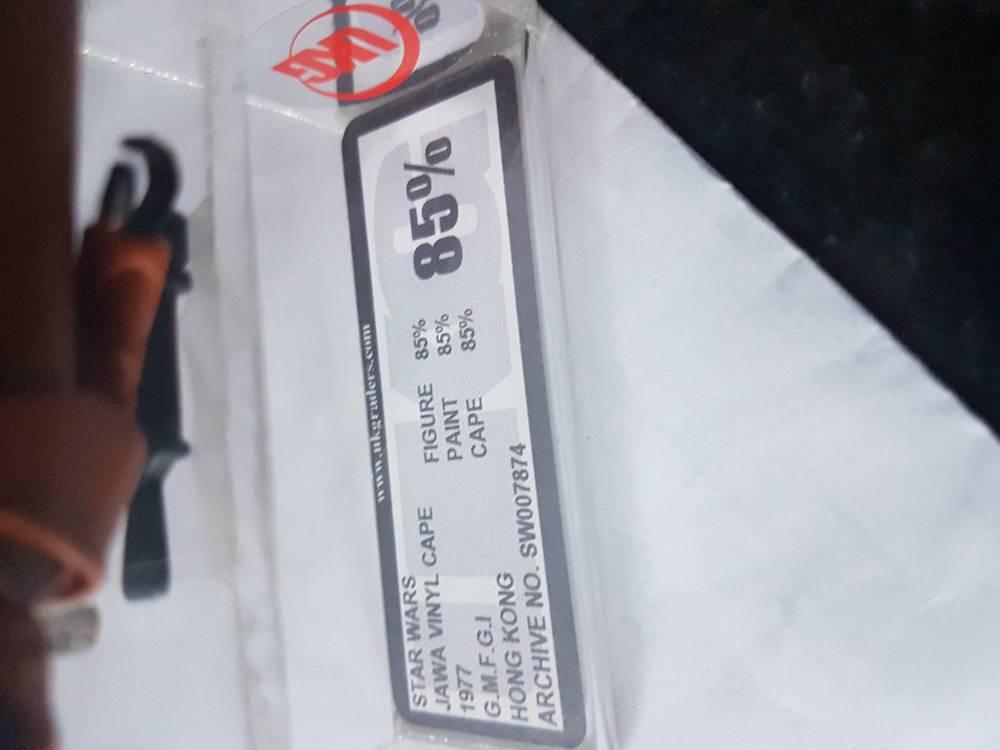 www.ukgraders.com
STAR WARS
JAWA VINYL CAPE FIGURE 85%
1977 PAINT 85%
G.M.F.G.I CAPE 85%
HONG KONG
ARCHIVE NO. SW007874
85%
UKG